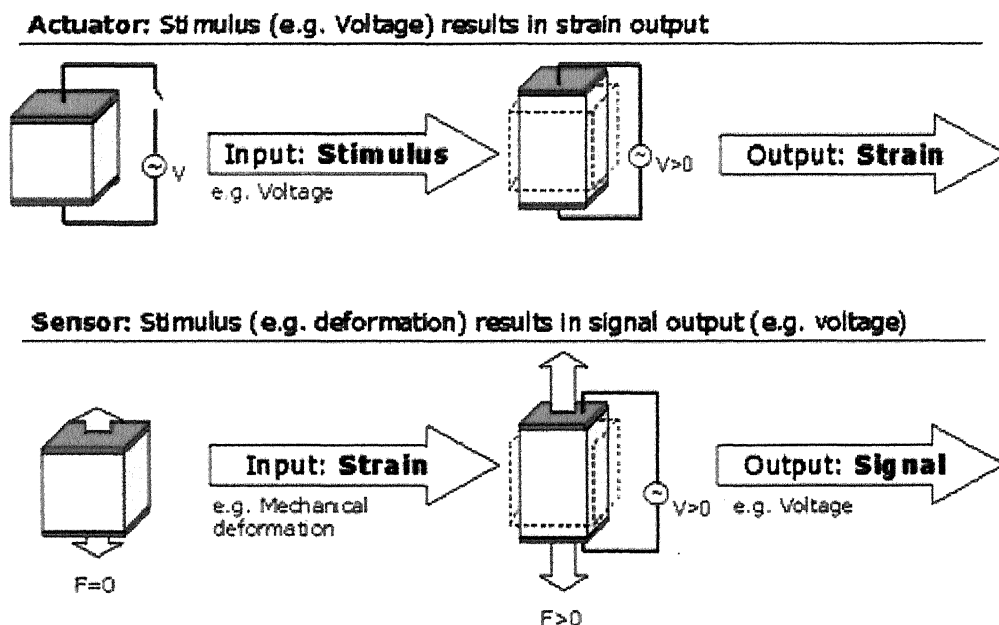 Actuator: Stimulus (e.g. Voltage) results in strain output
V
Input: Stimulus
e.g. Voltage
V>0
Output: Strain
Sensor: Stimulus (e.g. deformation) results in signal output (e.g. voltage)
Input: Strain
e.g. Mechanical
deformation
V>0
Output: Signal
e.g. Voltage
F=0
F>0